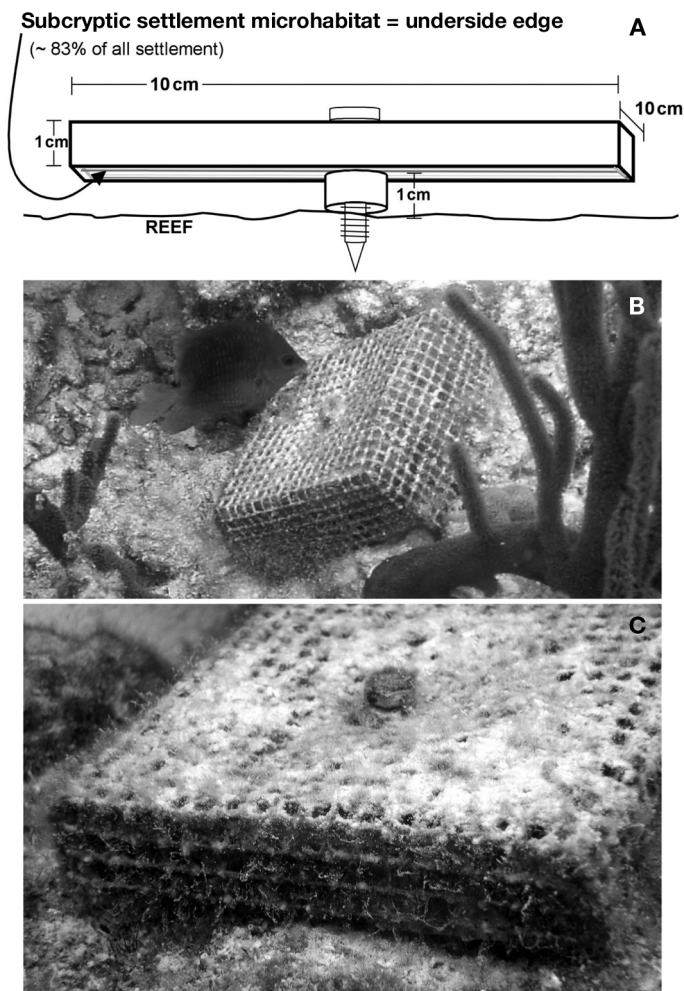 Subcryptic settlement microhabitat = underside edge
(~ 83% of all settlement)
A
10 cm
10 cm
1 cm
1 cm
REEF
B
C